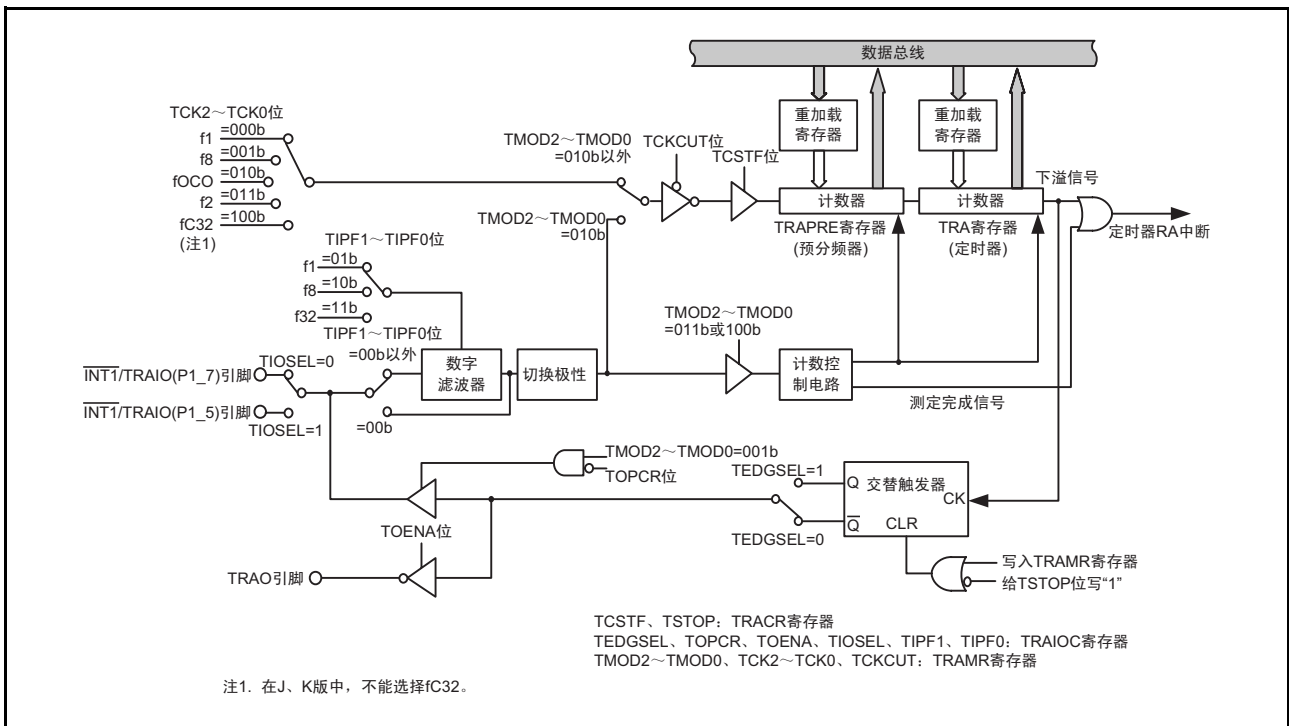 数据总线
TCK2～TCK0位
f1 =000b
f8 =001b
fOCO =010b
f2 =011b
fC32 =100b
(注1)
TMOD2～TMOD0
=010b以外
TCKCUT位
TCSTF位
重加载
寄存器
重加载
寄存器
计数器
计数器
下溢信号
TRAPRE寄存器
(预分频器)
TRA寄存器
(定时器)
定时器RA中断
TMOD2～TMOD0
=010b
TIPF1～TIPF0位
f1 =01b
f8 =10b
f32 =11b
TIPF1～TIPF0位
=00b以外
TMOD2～TMOD0
=011b或100b
TIOSEL=0
INT1/TRAIO(P1_7)引脚
数字
滤波器
切换极性
计数控
制电路
INT1/TRAIO(P1_5)引脚
TIOSEL=1
=00b
测定完成信号
TMOD2～TMOD0=001b
TOPCR位
TEDGSEL=1
Q 交替触发器
CK
Q CLR
TEDGSEL=0
TOENA位
TRAO引脚
写入TRAMR寄存器
给TSTOP位写“1”
TCSTF、TSTOP：TRACR寄存器
TEDGSEL、TOPCR、TOENA、TIOSEL、TIPF1、TIPF0：TRAIOC寄存器
TMOD2～TMOD0、TCK2～TCK0、TCKCUT：TRAMR寄存器
注1. 在J、K版中，不能选择fC32。